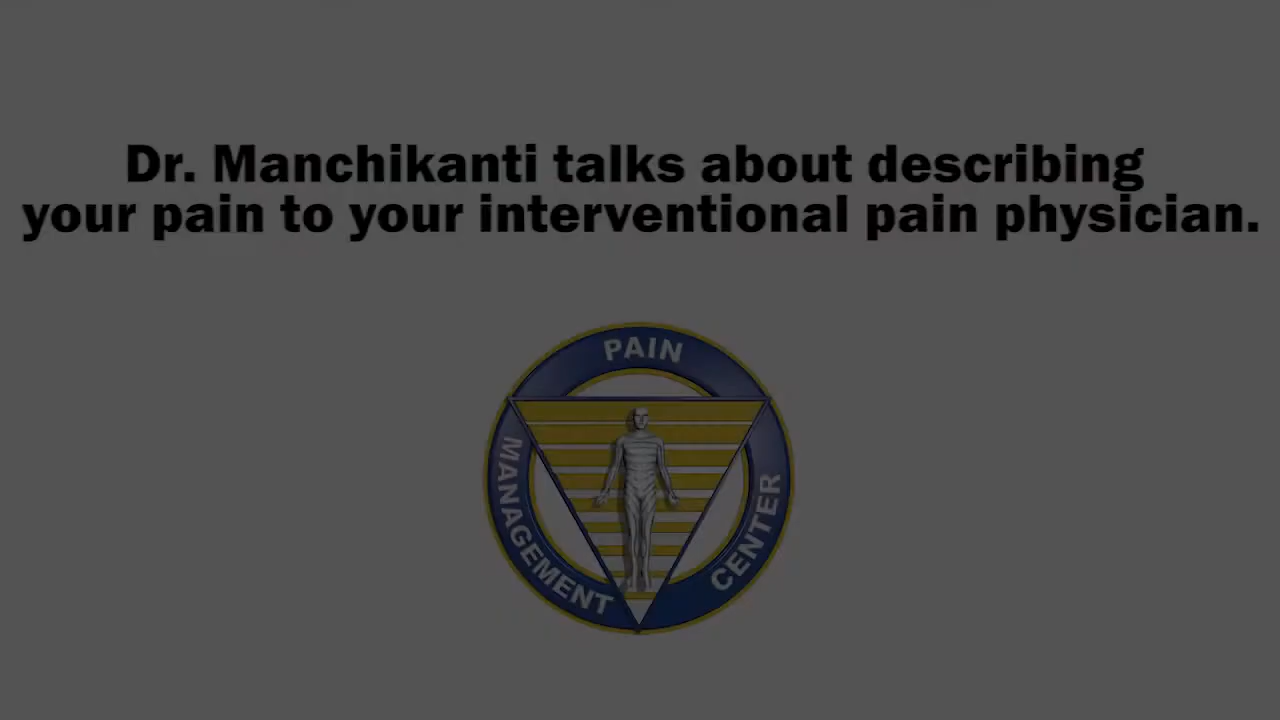 Dr. Manchikanti talks about describing
your pain to your interventional pain physician.
PAIN
MANAGEMENT
CENTER